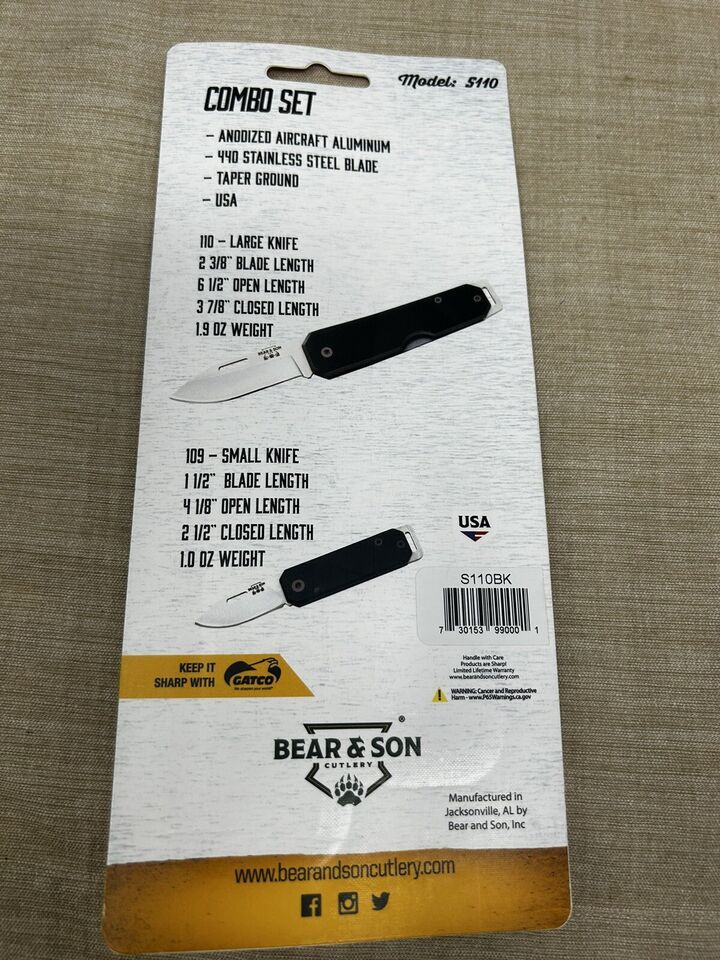 Model: S110
COMBO SET
- ANODIZED AIRCRAFT ALUMINUM
- 440 STAINLESS STEEL BLADE
- TAPER GROUND
- USA
110 - LARGE KNIFE
2 3/8" BLADE LENGTH
6 1/2" OPEN LENGTH
3 7/8" CLOSED LENGTH
1.9 OZ WEIGHT
109 - SMALL KNIFE
1 1/2" BLADE LENGTH
4 1/8" OPEN LENGTH
2 1/2" CLOSED LENGTH
1.0 OZ WEIGHT
USA
S110BK
7 30153 99000 1
Handle with Care
Products are Sharp!
Limited Lifetime Warranty
www.bearandsoncutlery.com
WARNING: Cancer and Reproductive
Harm - www.P65Warnings.ca.gov
KEEP IT
SHARP WITH
GATCO
We sharpen your world®
BEAR & SON ®
CUTLERY
Manufactured in
Jacksonville, AL by
Bear and Son, Inc
www.bearandsoncutlery.com